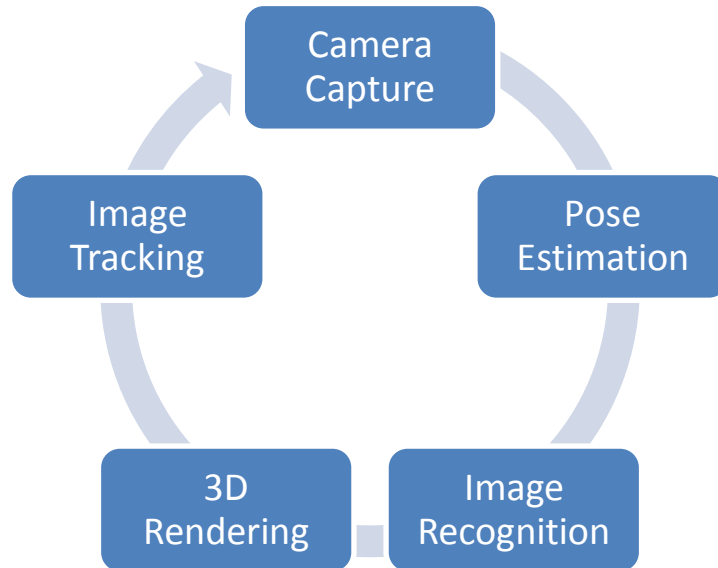 Camera
Capture
Pose
Estimation
Image
Recognition
3D
Rendering
Image
Tracking